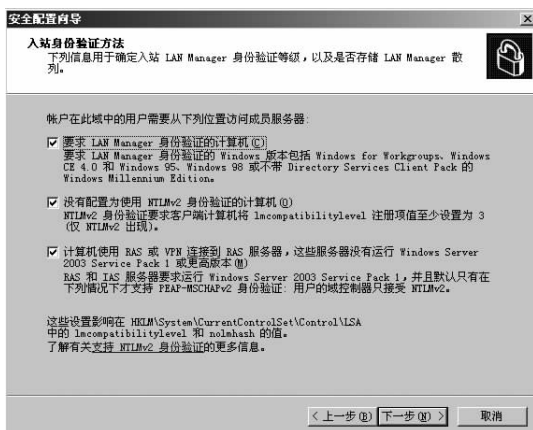 安全配置向导
入站身份验证方法
下列信息用于确定入站 LAN Manager 身份验证等级，以及是否存储 LAN Manager 散
列。
帐户在此域中的用户需要从下列位置访问成员服务器:
要求 LAN Manager 身份验证的计算机(C)
要求 LAN Manager 身份验证的 Windows 版本包括 Windows for Workgroups、Windows
CE 4.0 和 Windows 95、Windows 98 或不带 Directory Services Client Pack 的
Windows Millennium Edition。
没有配置为使用 NTLMv2 身份验证的计算机(O)
NTLMv2 身份验证要求客户端计算机将 lmcompatibilitylevel 注册项值至少设置为 3
(仅 NTLMv2 出现)。
计算机使用 RAS 或 VPN 连接到 RAS 服务器，这些服务器没有运行 Windows Server
2003 Service Pack 1 或更高版本(M)
RAS 和 IAS 服务器要求运行 Windows Server 2003 Service Pack 1，并且默认只有在
下列情况下才支持 PEAP-MSCHAPv2 身份验证: 用户的域控制器只接受 NTLMv2。
这些设置影响在 HKLM\System\CurrentControlSet\Control\LSA
中的 lmcompatibilitylevel 和 nolmhash 的值。
了解有关支持 NTLMv2 身份验证的更多信息。
< 上一步(B) 下一步(N) > 取消